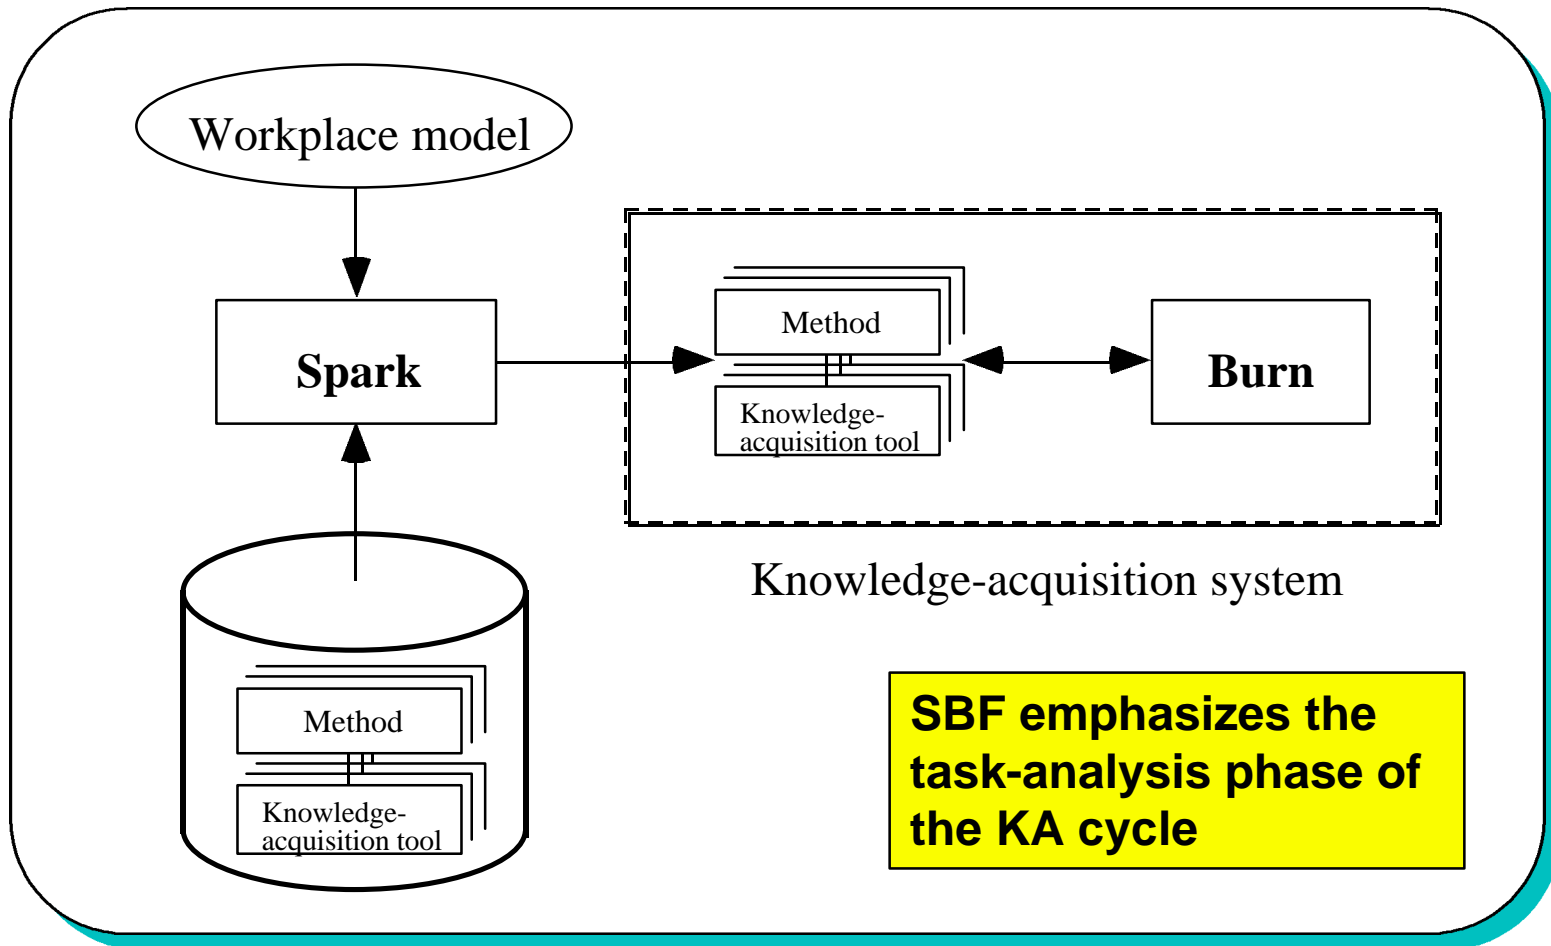 Workplace model
Spark
Method
Knowledge-
acquisition tool
Burn
Knowledge-acquisition system
Method
Knowledge-
acquisition tool
SBF emphasizes the
task-analysis phase of
the KA cycle